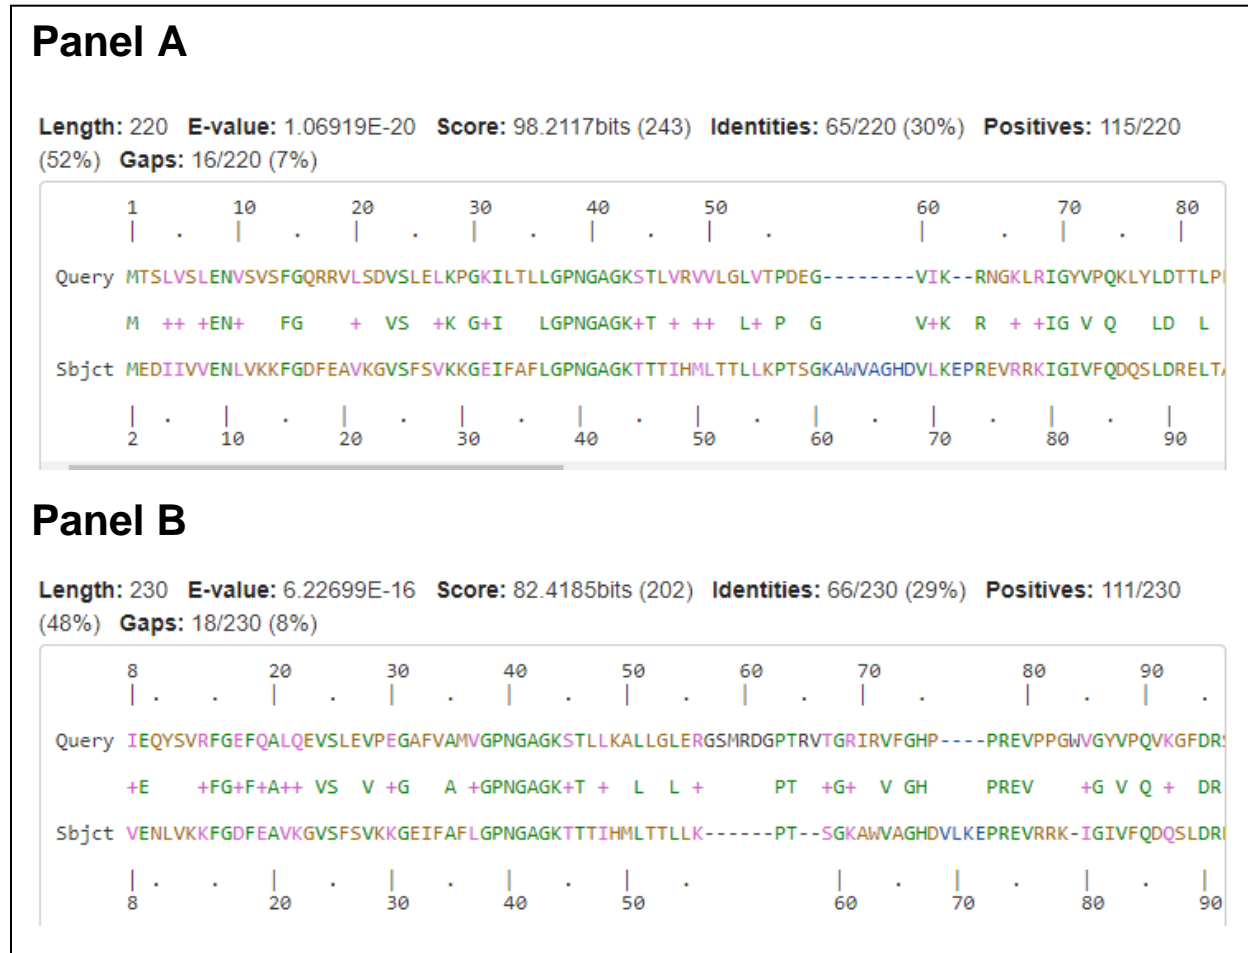 Panel A
Length: 220 E-value: 1.06919E-20 Score: 98.2117bits (243) Identities: 65/220 (30%) Positives: 115/220
(52%) Gaps: 16/220 (7%)
1 10 20 30 40 50 60 70 80
| . | . | . | . | . | . | . | . |
Query MTSLVSLENVSVSFGQRRVLSDVSLELKPGKILTLLGPNGAGKSTLVRVVLGLVTPDEG--------VIK--RNGKLRIGYVPQKLYLDTTLP
M ++ +EN+ FG + VS +K G+I LGPNGAGK+T + ++ L+ P G V+K R + +IG V Q LD L
Sbjct MEDIIVVENLVKKFGDFEAVKGVSFSVKKGEIFAFLGPNGAGKTTTIHMLTTLLKPTSGKAWVAGHDVLKEPREVRRKIGIVFQDQSLDRELTA
| . | . | . | . | . | . | . | . | . |
2 10 20 30 40 50 60 70 80 90
Panel B
Length: 230 E-value: 6.22699E-16 Score: 82.4185bits (202) Identities: 66/230 (29%) Positives: 111/230
(48%) Gaps: 18/230 (8%)
8 20 30 40 50 60 70 80 90
| . . | . | . | . | . | . | . | . | .
Query IEQYSVRFGEFQALQEVSLEVPEGAFVAMVGPNGAGKSTLLKALLGLERGSMRDGPTRVTGRIRVFGHP----PREVPPGWVGYVPQVKGFDRS
+E +FG+F+A++ VS V +G A +GPNGAGK+T + L L + PT +G+ V GH PREV +G V Q + DR
Sbjct VENLVKKFGDFEAVKGVSFSVKKGEIFAFLGPNGAGKTTTIHMLTTLLK------PT--SGKAWVAGHDVLKEPREVRRK-IGIVFQDQSLDR
| . . | . | . | . | . | . | . | . |
8 20 30 40 50 60 70 80 90